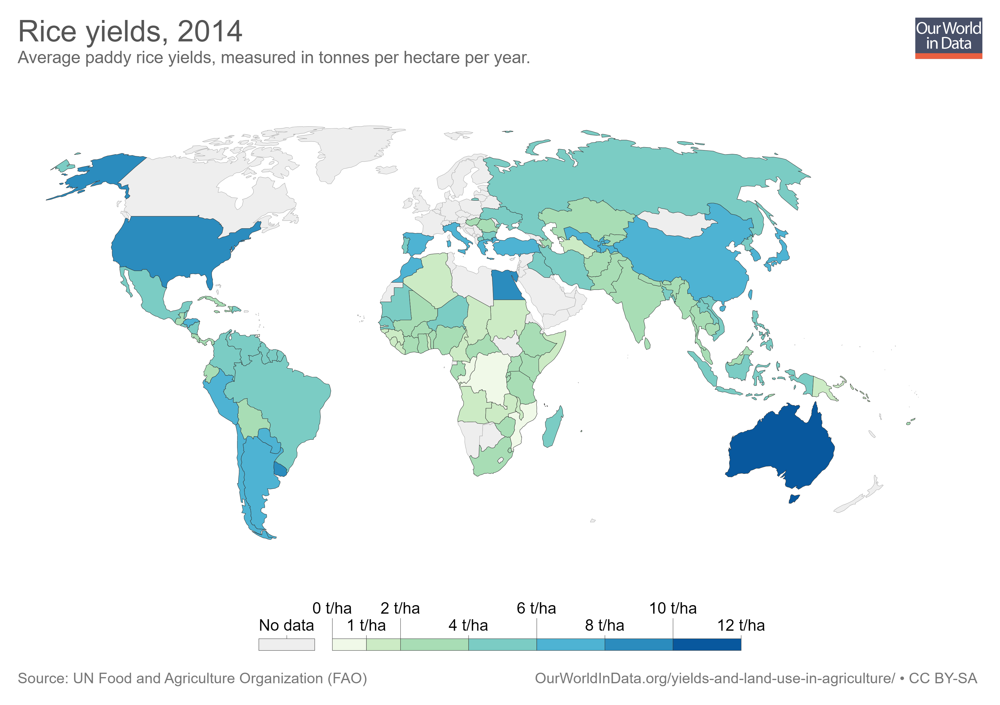 Rice yields, 2014
Average paddy rice yields, measured in tonnes per hectare per year.
Our World
in Data
0 t/ha 2 t/ha 6 t/ha 10 t/ha
No data 1 t/ha 4 t/ha 8 t/ha 12 t/ha
Source: UN Food and Agriculture Organization (FAO) OurWorldInData.org/yields-and-land-use-in-agriculture/ • CC BY-SA